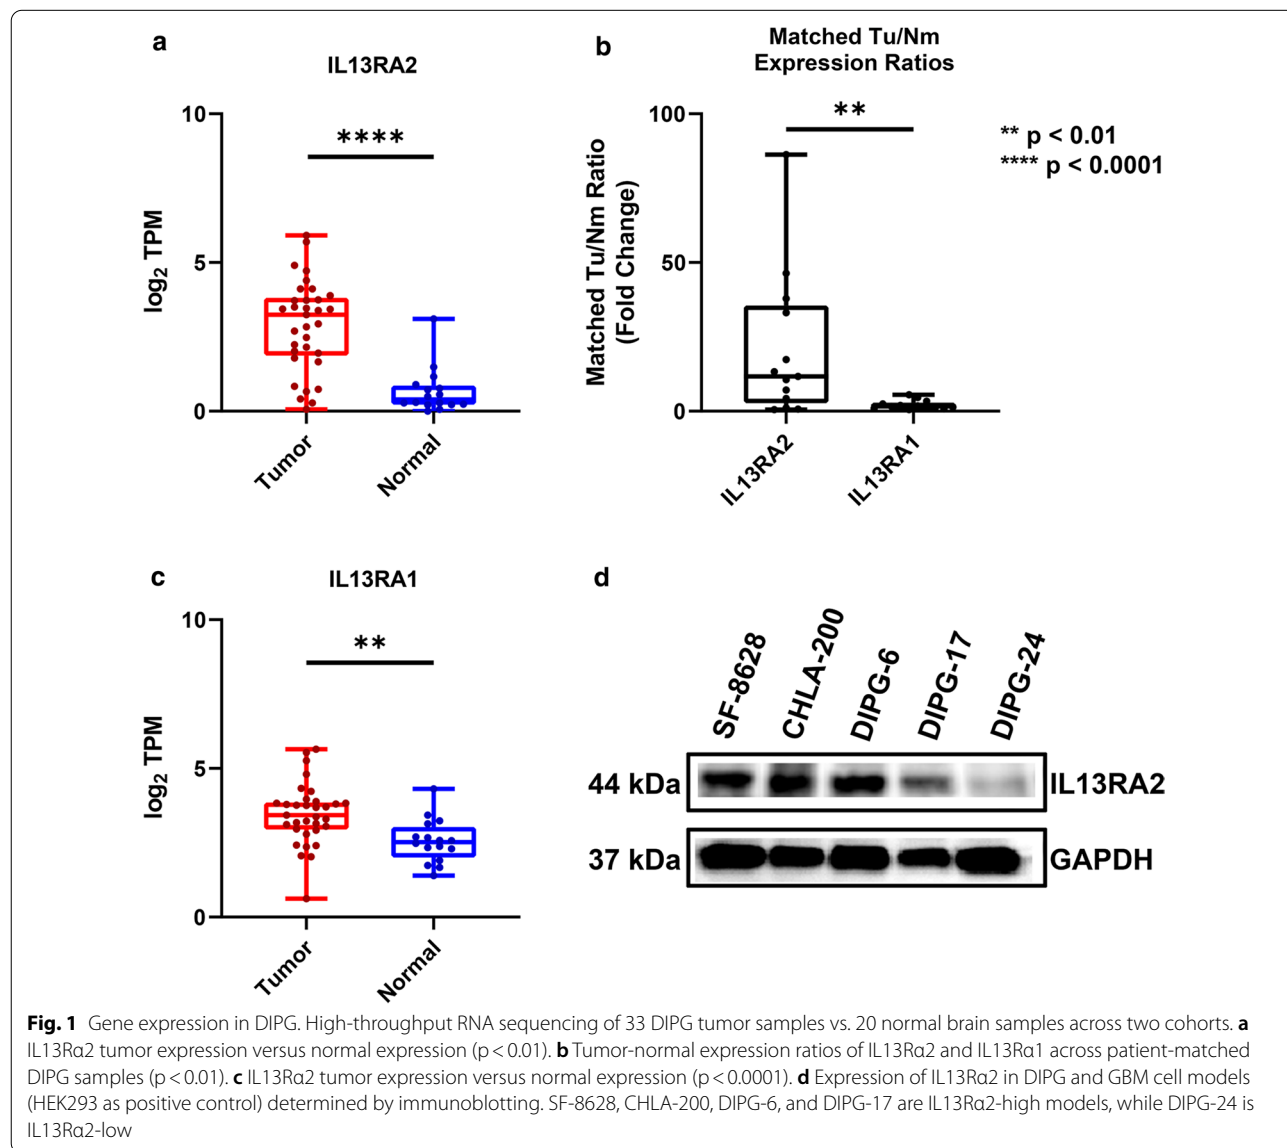 a
IL13RA2
10
5
0
log2 TPM
****
Tumor
Normal
b
Matched Tu/Nm
Expression Ratios
100
50
0
Matched Tu/Nm Ratio
(Fold Change)
**
** p < 0.01
**** p < 0.0001
IL13RA2
IL13RA1
c
IL13RA1
10
5
0
log2 TPM
**
Tumor
Normal
d
SF-8628
CHLA-200
DIPG-6
DIPG-17
DIPG-24
44 kDa
IL13RA2
37 kDa
GAPDH
Fig. 1 Gene expression in DIPG. High-throughput RNA sequencing of 33 DIPG tumor samples vs. 20 normal brain samples across two cohorts. a
IL13Rα2 tumor expression versus normal expression (p < 0.01). b Tumor-normal expression ratios of IL13Rα2 and IL13Rα1 across patient-matched
DIPG samples (p < 0.01). c IL13Rα2 tumor expression versus normal expression (p < 0.0001). d Expression of IL13Rα2 in DIPG and GBM cell models
(HEK293 as positive control) determined by immunoblotting. SF-8628, CHLA-200, DIPG-6, and DIPG-17 are IL13Rα2-high models, while DIPG-24 is
IL13Rα2-low